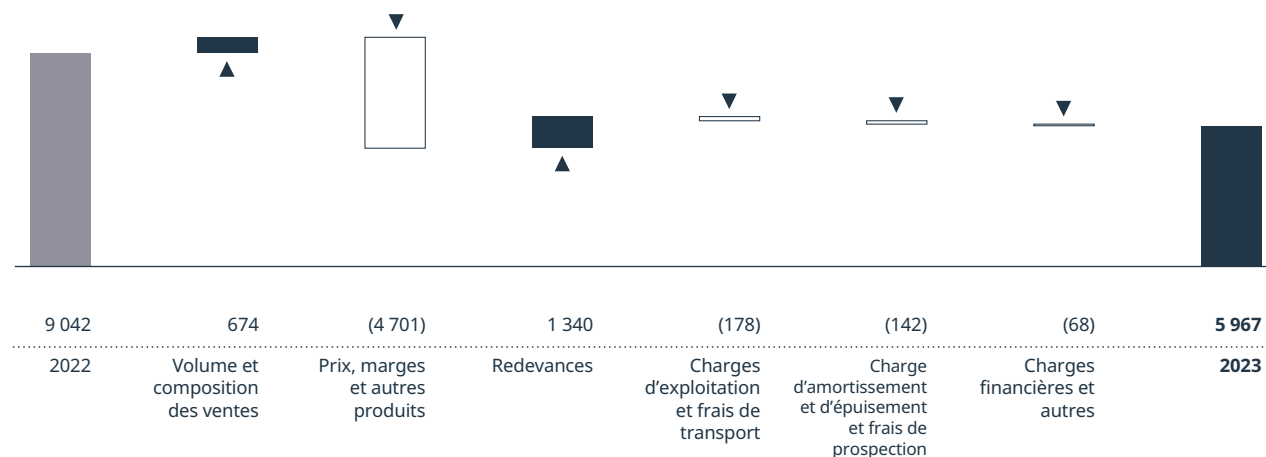 9 042 674 (4 701) 1 340 (178) (142) (68) 5 967
2022
Volume et
composition
des ventes
Prix, marges
et autres
produits
Redevances
Charges
d’exploitation
et frais de
transport
Charge
d’amortissement
et d’épuisement
et frais de
prospection
Charges
financières et
autres
2023